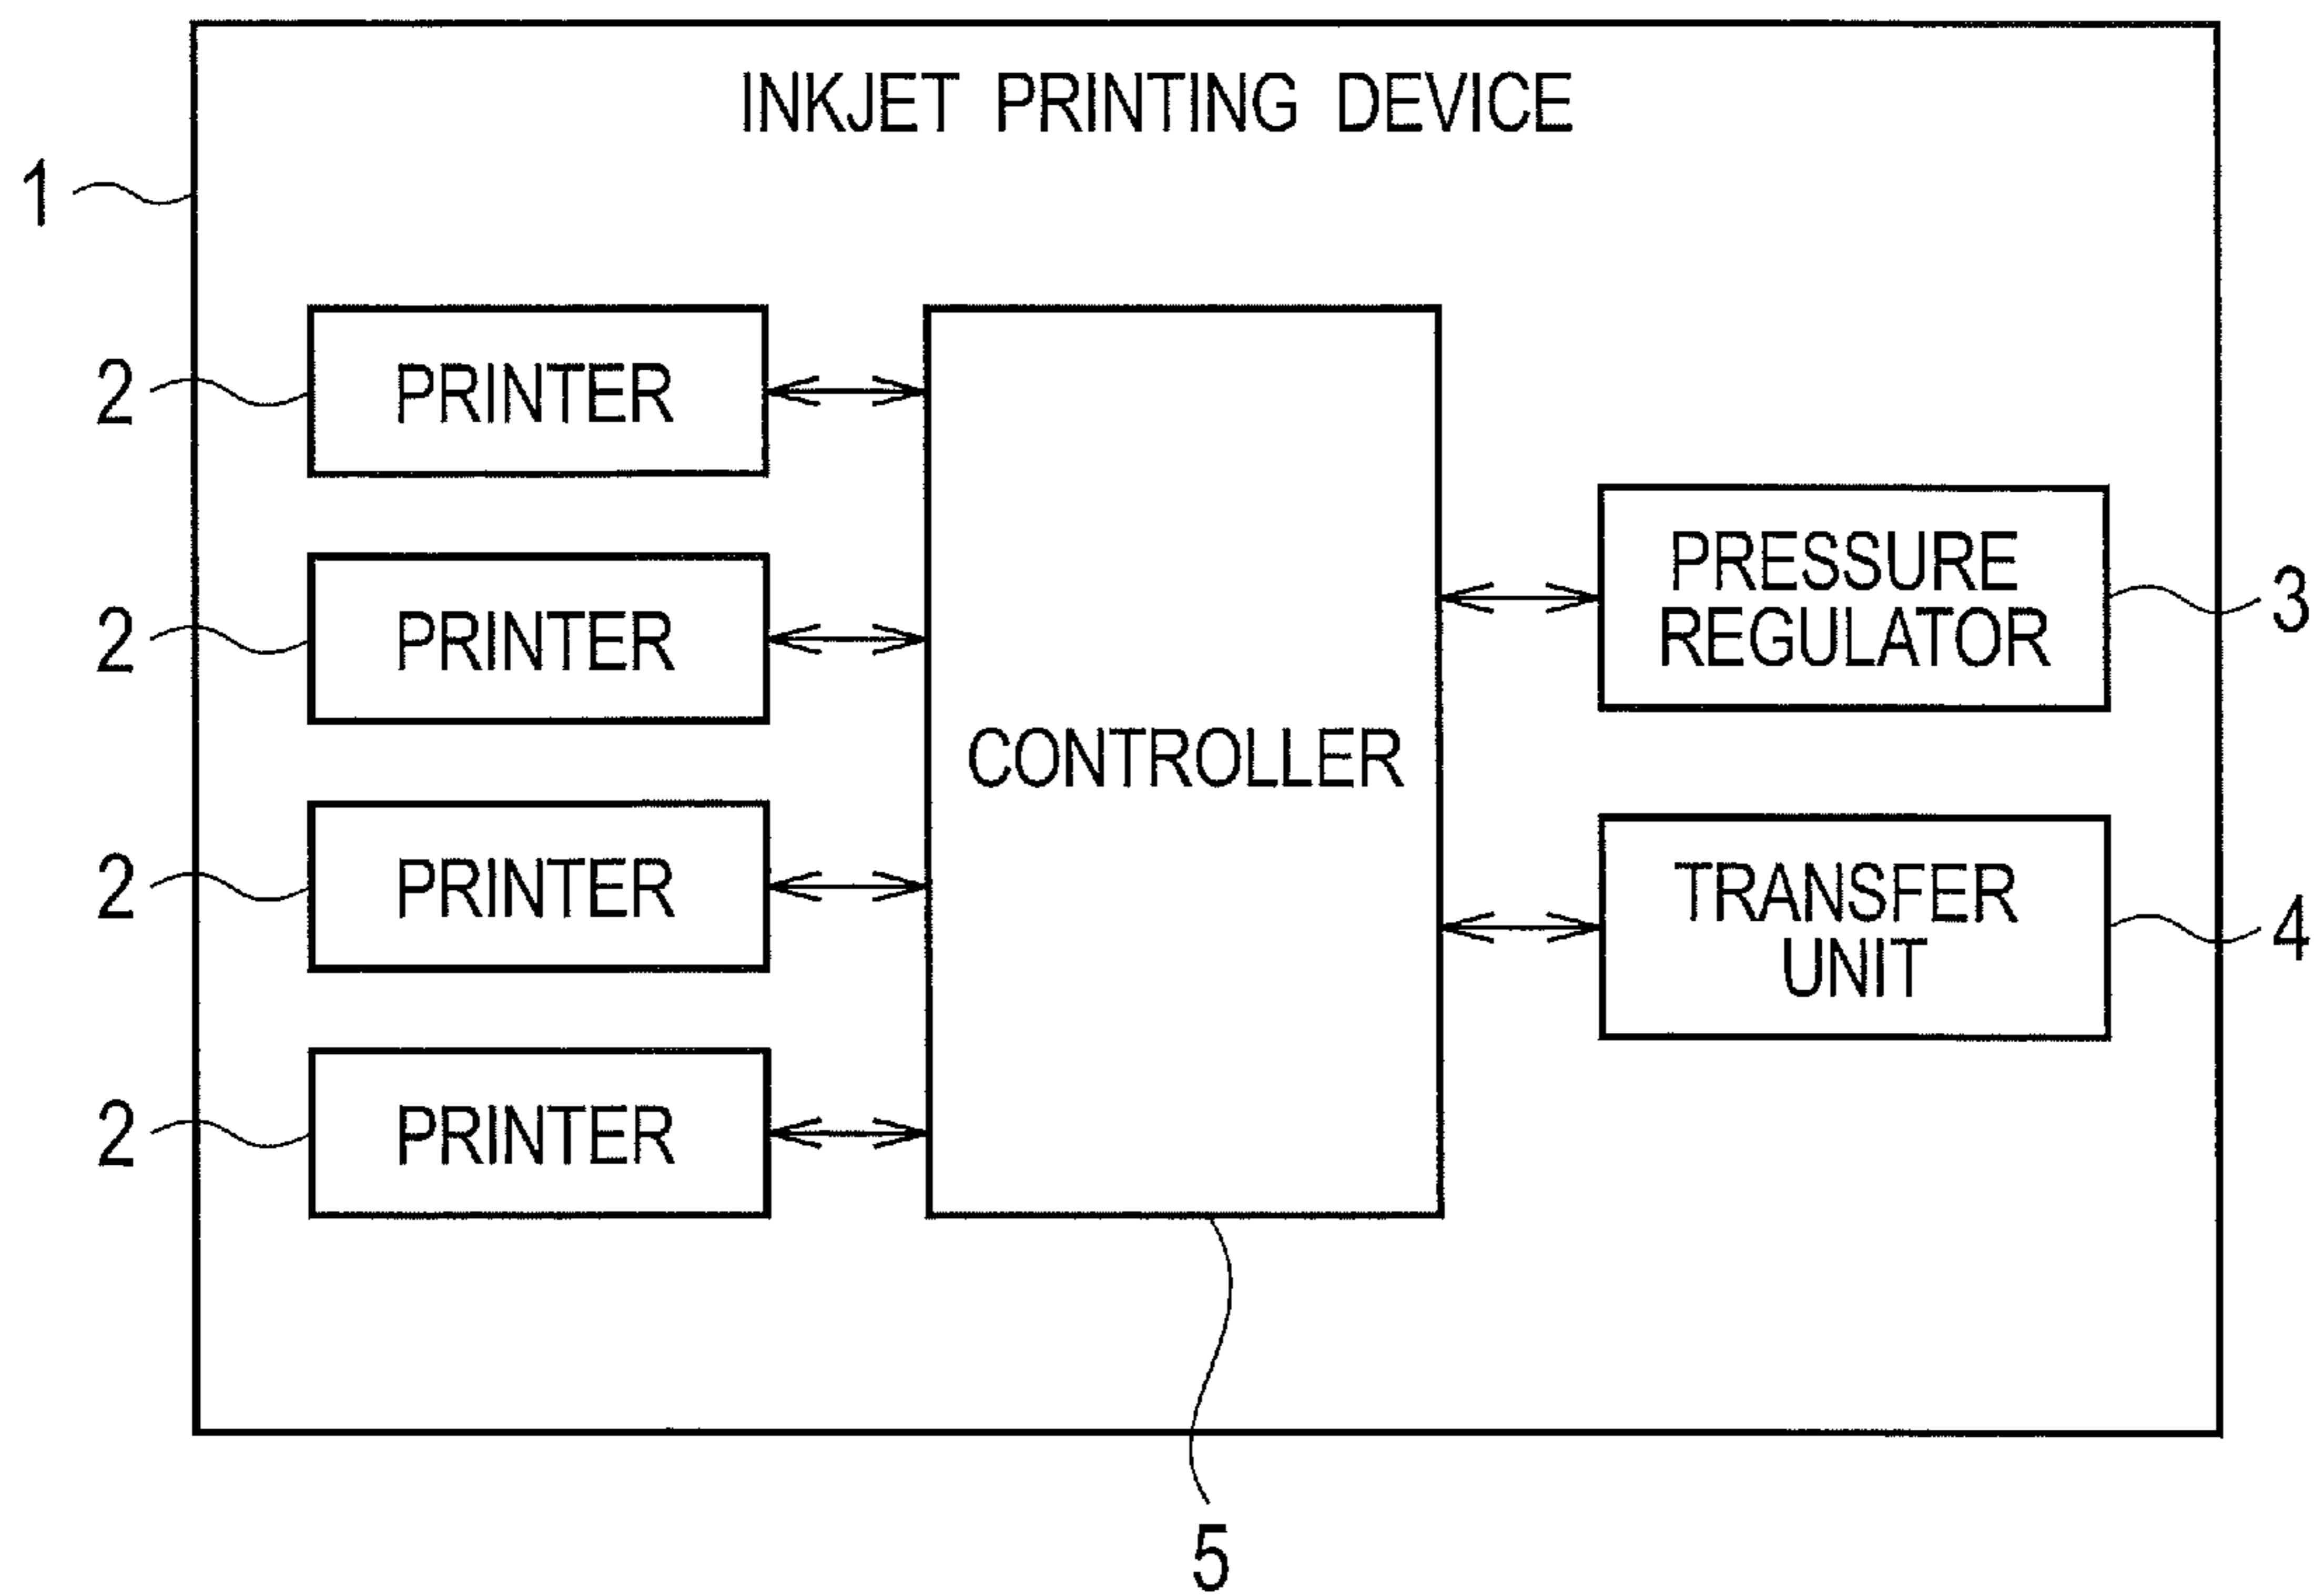 INKJET PRINTING DEVICE
1
2
PRINTER
2
PRINTER
2
PRINTER
2
PRINTER
CONTROLLER
PRESSURE
REGULATOR
3
TRANSFER
UNIT
4
5